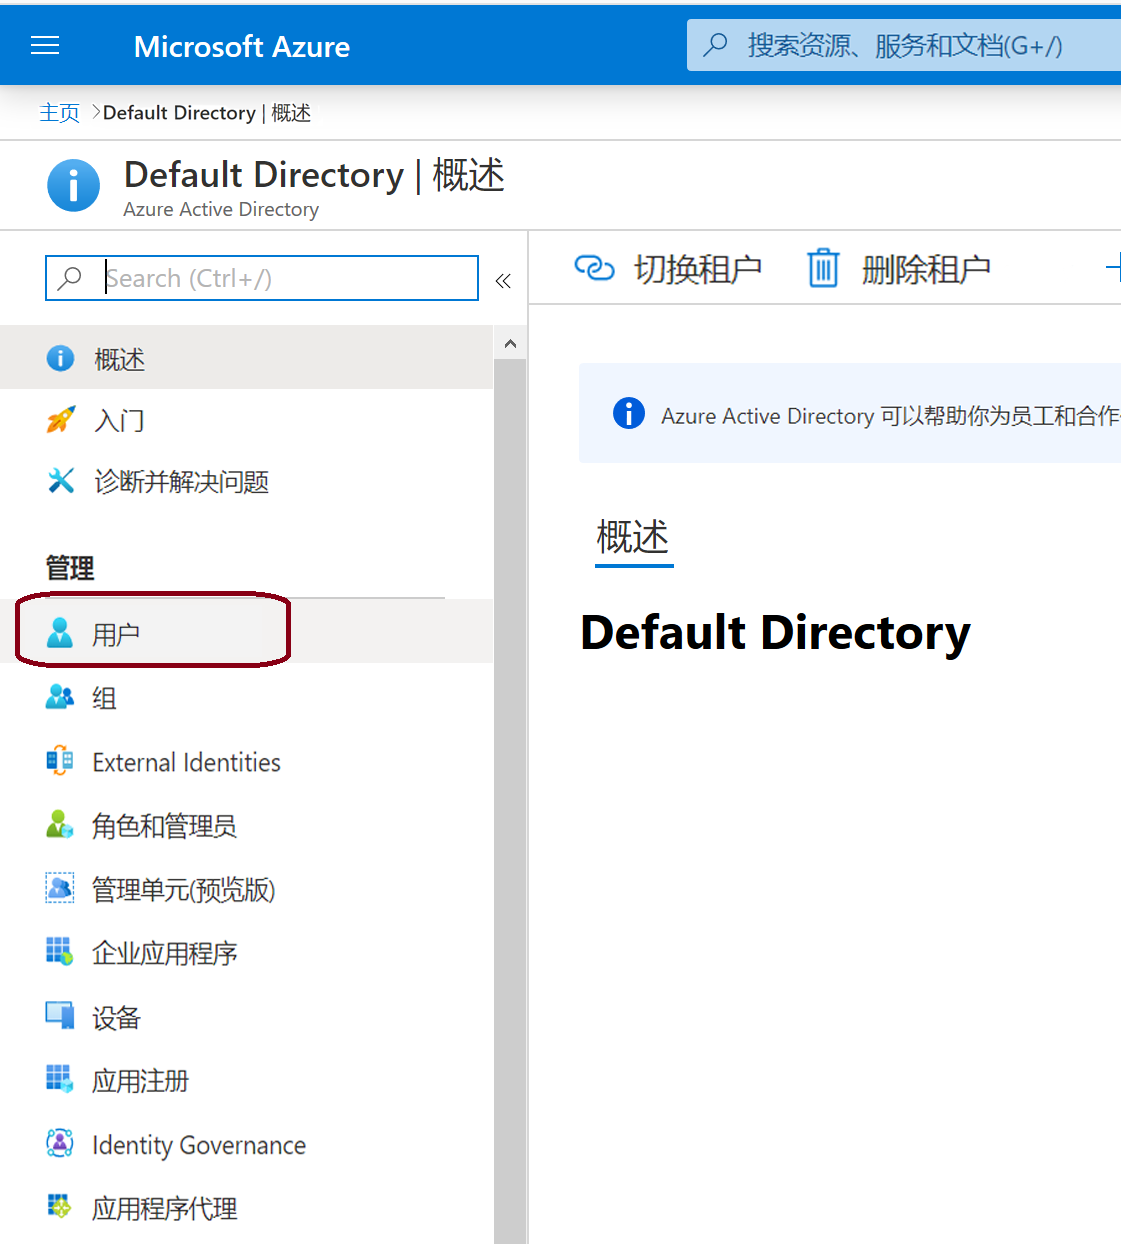 Microsoft Azure
搜索资源、服务和文档(G+/)
主页 >Default Directory | 概述
Default Directory | 概述
Azure Active Directory
Search (Ctrl+/)
«
切换租户
删除租户
概述
入门
诊断并解决问题
管理
用户
组
External Identities
角色和管理员
管理单元(预览版)
企业应用程序
设备
应用注册
Identity Governance
应用程序代理
Azure Active Directory 可以帮助你为员工和合作
概述
Default Directory